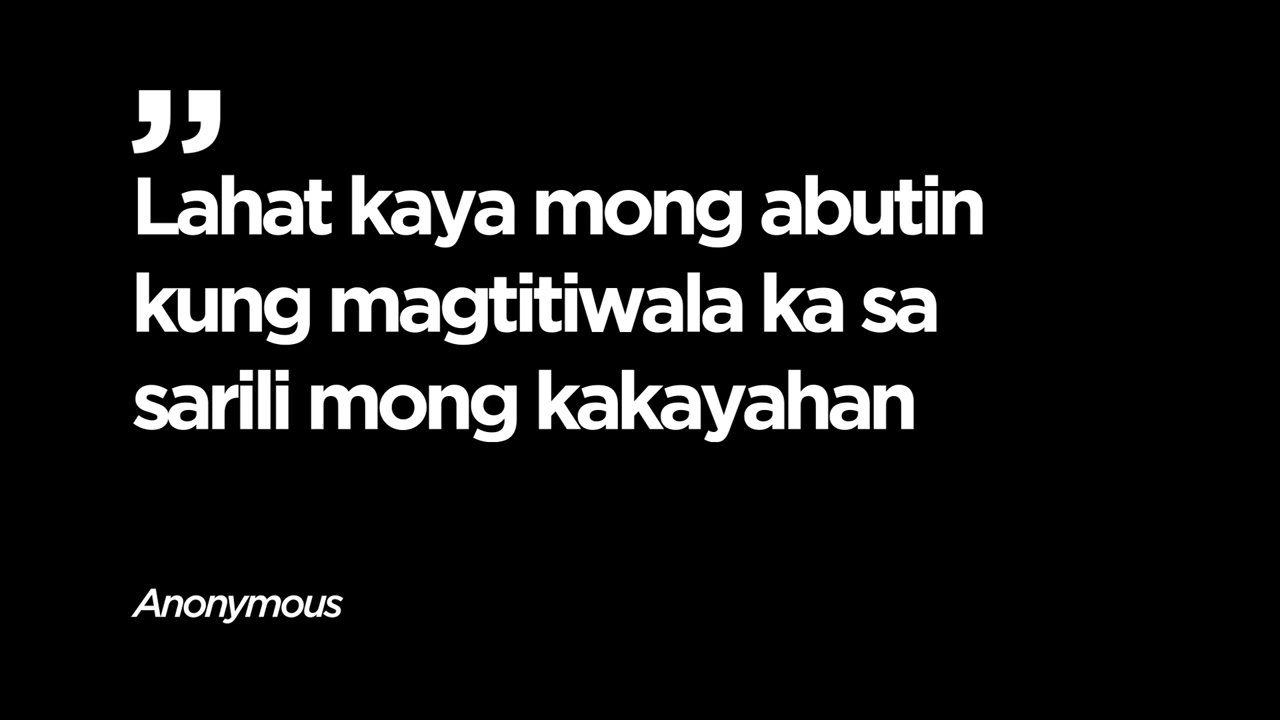 ”
Lahat kaya mong abutin
kung magtitiwala ka sa
sarili mong kakayahan
Anonymous